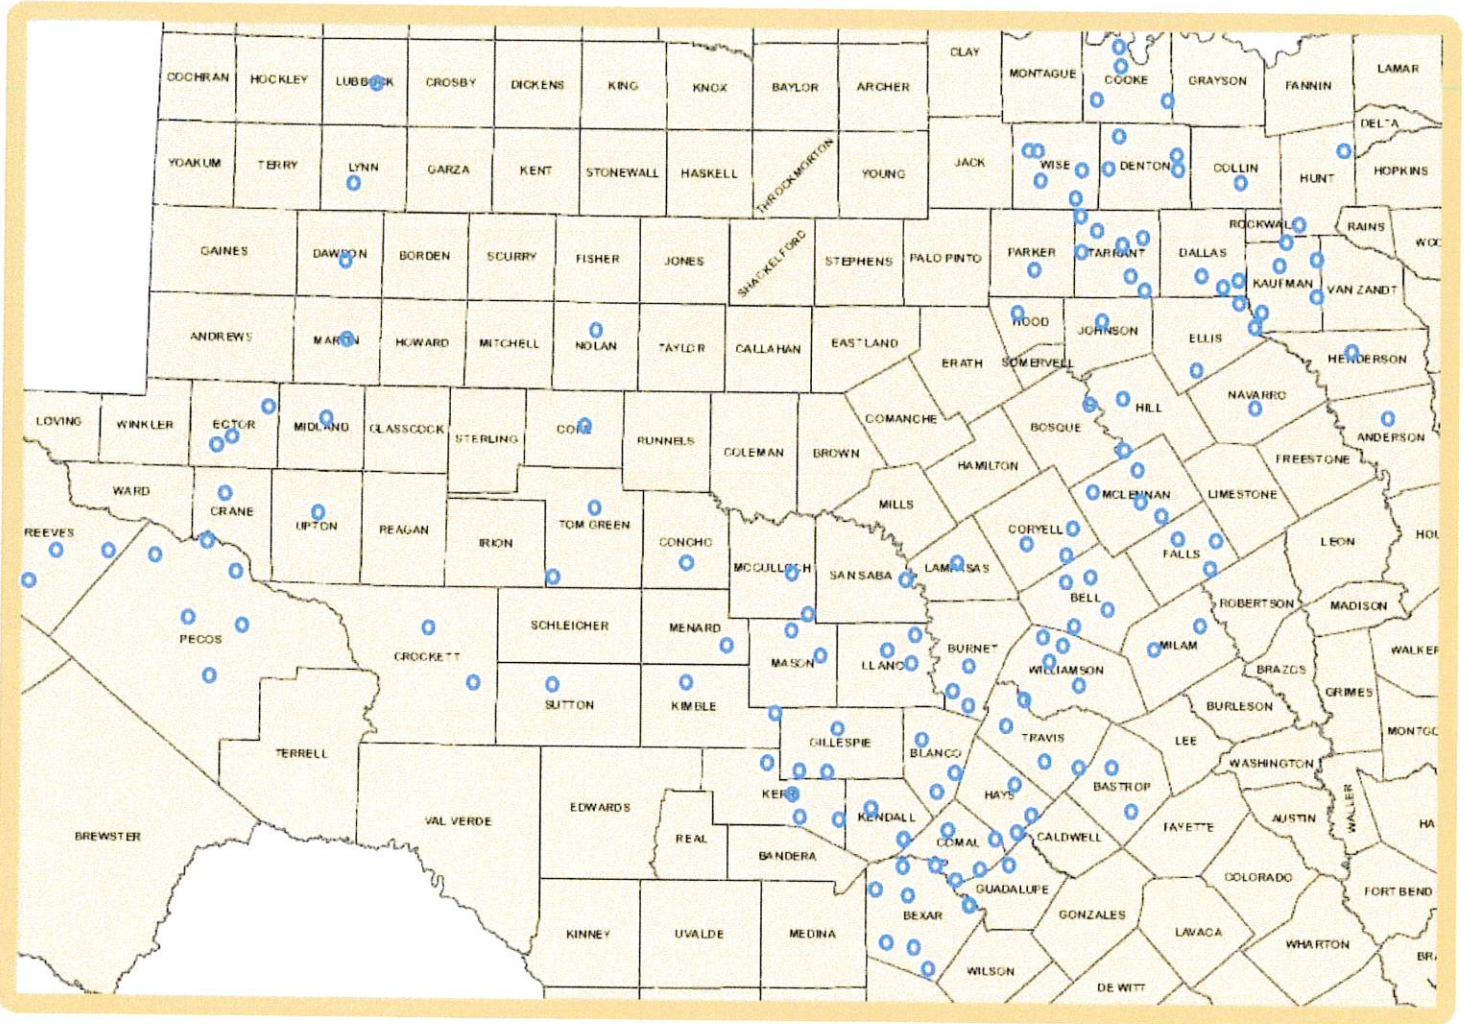 CLAY
MONTAGUE
COOKE
GRAYSON
FANNIN
LAMAR
COCHRAN
HOCKLEY
LUBBOCK
CROSBY
DICKENS
KING
KNOX
BAYLOR
ARCHER
DELTA
YOAKUM
TERRY
LYNN
GARZA
KENT
STONEWALL
HASKELL
THROCKMORTON
YOUNG
JACK
WISE
DENTON
COLLIN
HUNT
HOPKINS
GAINES
DAWSON
BORDEN
SCURRY
FISHER
JONES
SHACKELFORD
STEPHENS
PALO PINTO
PARKER
TARRANT
DALLAS
ROCKWALL
RAINS
KAUFMAN
VAN ZANDT
ANDREWS
MARTIN
HOWARD
MITCHELL
NOLAN
TAYLOR
CALLAHAN
EASTLAND
ERATH
HOOD
SOMERVELL
JOHNSON
ELLIS
HENDERSON
LOVING
WINKLER
ECTOR
MIDLAND
GLASSCOCK
STERLING
COKE
RUNNELS
COLEMAN
BROWN
COMANCHE
HAMILTON
BOSQUE
HILL
NAVARRO
ANDERSON
FREESTONE
WARD
CRANE
UPTON
REAGAN
IRION
TOM GREEN
CONCHO
MILLS
CORYELL
MCLENNAN
LIMESTONE
REEVES
MCCULLOCH
SAN SABA
LAMPASAS
BELL
FALLS
LEON
HOU
ROBERTSON
MADISON
PECOS
CROCKETT
SCHLEICHER
MENARD
MASON
LLANO
BURNET
WILLIAMSON
MILAM
BRAZOS
GRIMES
WALKER
SUTTON
KIMBLE
GILLESPIE
BLANCO
TRAVIS
LEE
BURLESON
WASHINGTON
MONTGO
TERRELL
VAL VERDE
EDWARDS
KERR
KENDALL
HAYS
BASTROP
FAYETTE
AUSTIN
WALLER
HA
BREWSTER
REAL
BANDERA
COMAL
CALDWELL
COLORADO
FORT BEND
KINNEY
UVALDE
MEDINA
BEXAR
GUADALUPE
GONZALES
LAVACA
WHARTON
WILSON
DE WITT